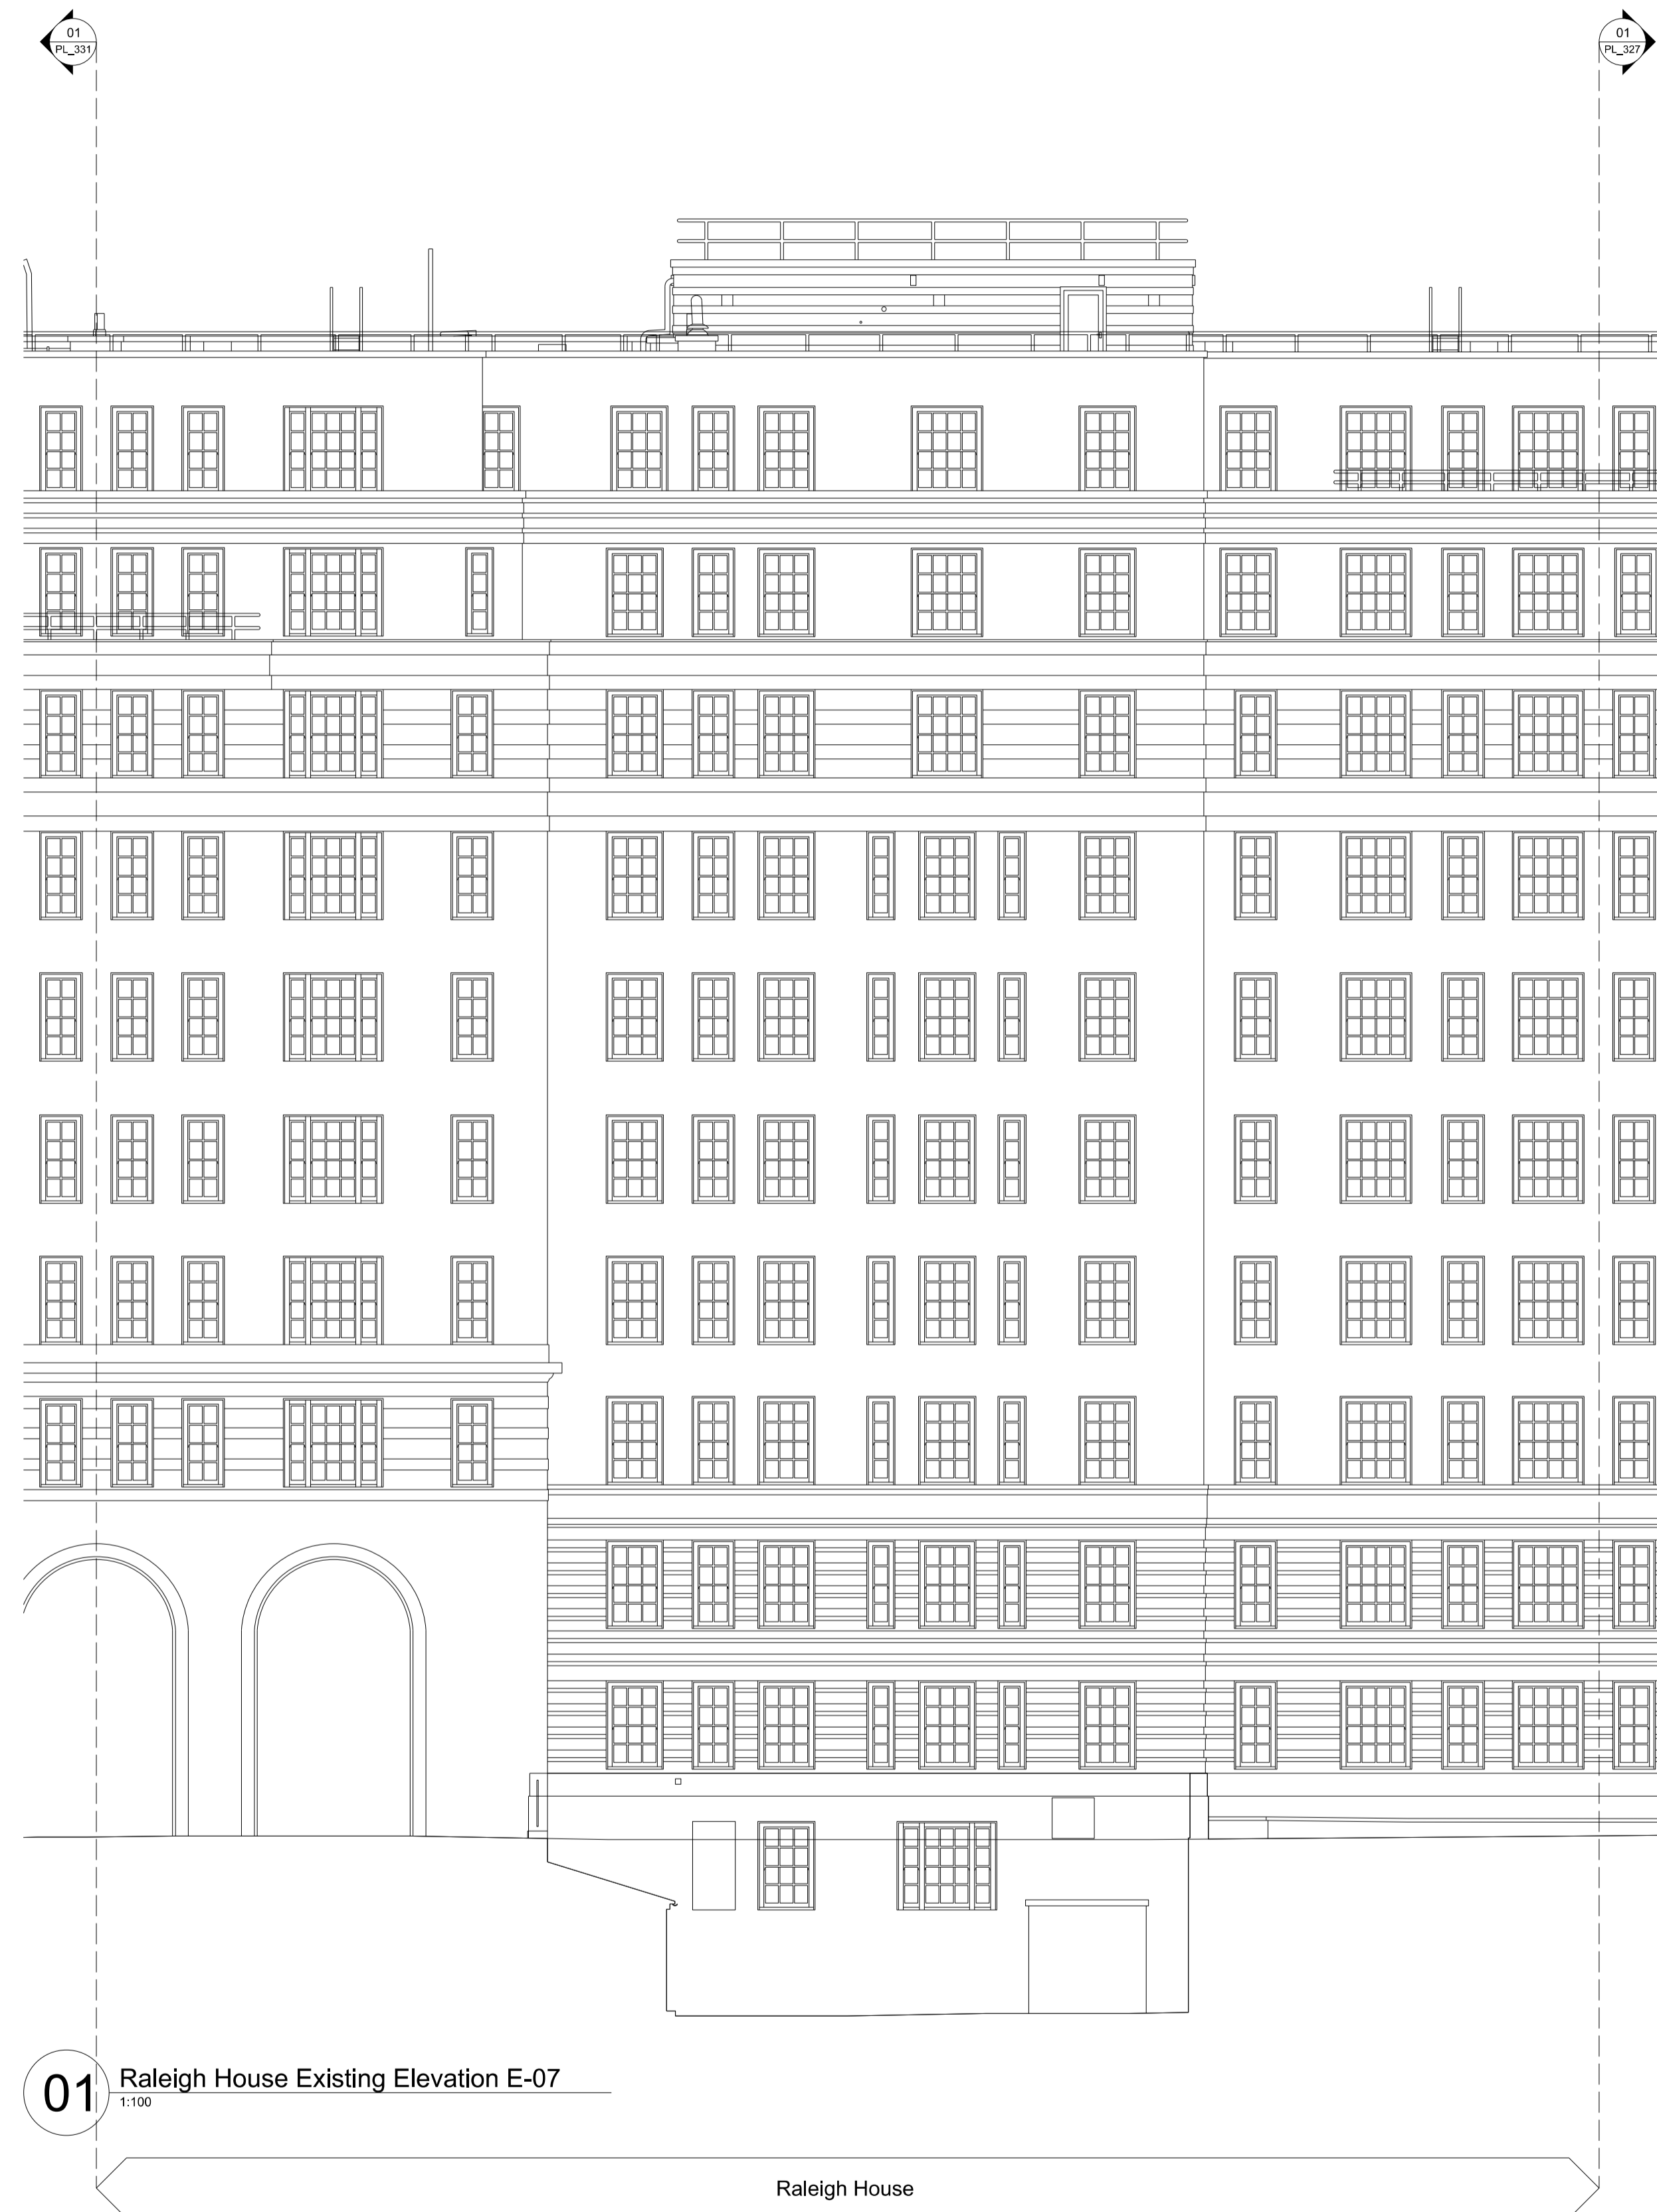 01
PL_331
01
PL_327
01
Raleigh House Existing Elevation E-07
1:100
Raleigh House